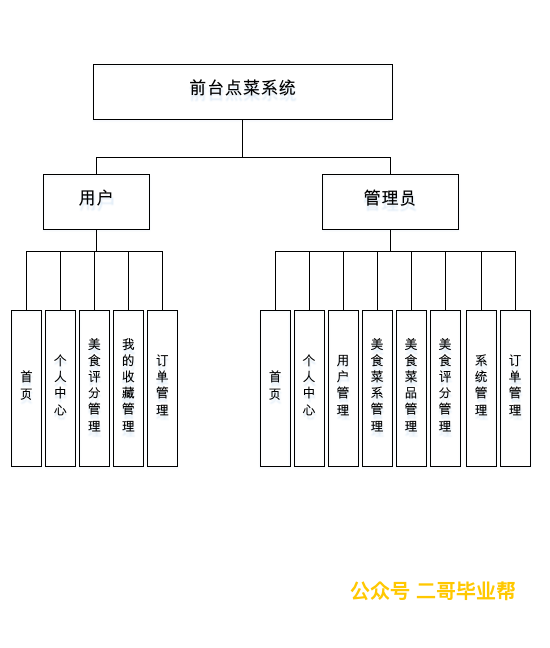 前台点菜系统
用户
管理员
首页
个人中心
美食评分管理
我的收藏管理
订单管理
首页
个人中心
用户管理
美食菜系管理
美食菜品管理
美食评分管理
系统管理
订单管理
公众号 二哥毕业帮